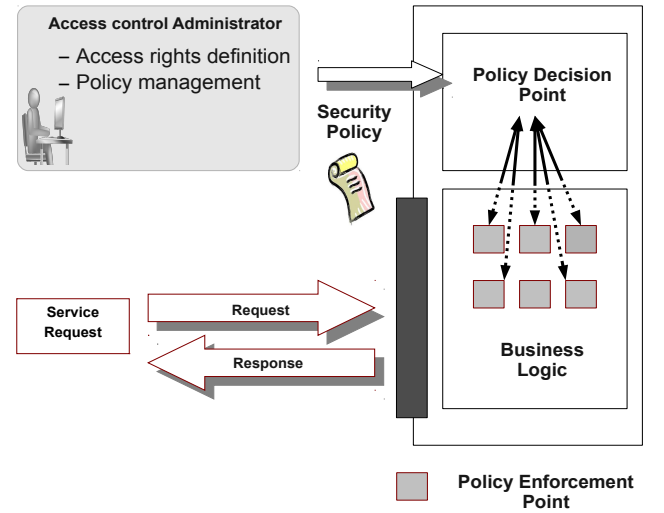 Access control Administrator
– Access rights definition
– Policy management
Security
Policy
Policy Decision
Point
Service
Request
Request
Response
Business
Logic
Policy Enforcement
Point